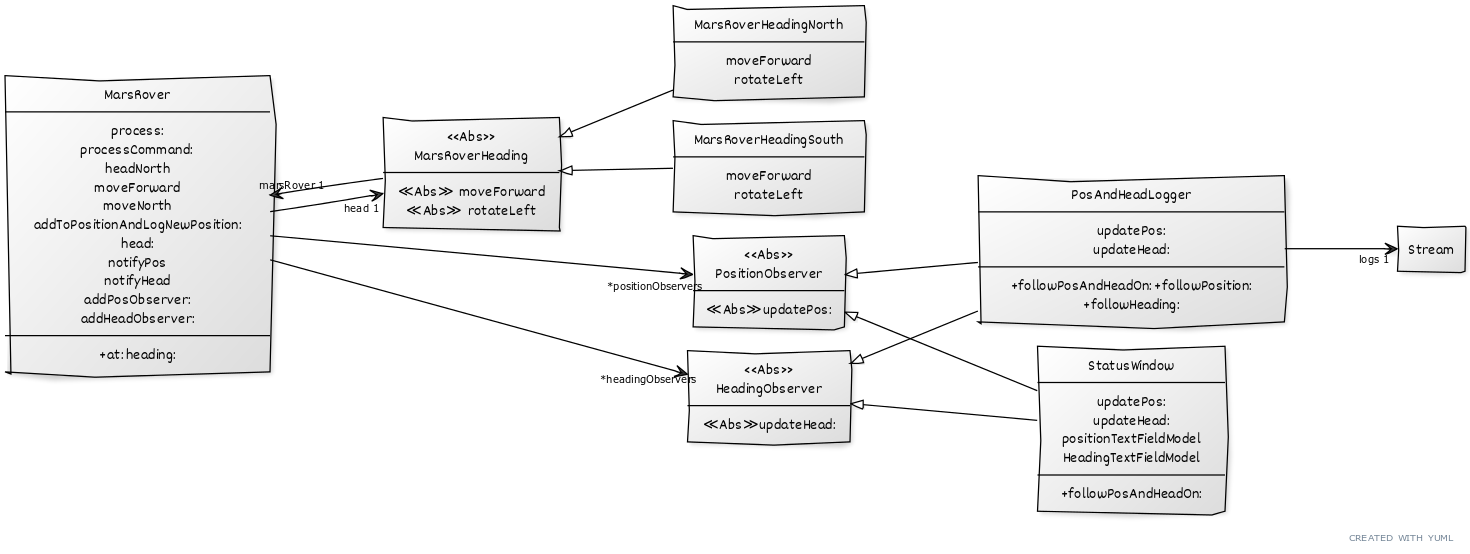 MarsRover
process:
processCommand:
headNorth
moveForward
moveNorth
addToPositionAndLogNewPosition:
head:
notifyPos
notifyHead
addPosObserver:
addHeadObserver:
+at:heading:
marsRover 1
head 1
*positionObservers
*headingObservers
<<Abs>>
MarsRoverHeading
≪Abs≫ moveForward
≪Abs≫ rotateLeft
MarsRoverHeadingNorth
moveForward
rotateLeft
MarsRoverHeadingSouth
moveForward
rotateLeft
<<Abs>>
PositionObserver
≪Abs≫updatePos:
<<Abs>>
HeadingObserver
≪Abs≫updateHead:
PosAndHeadLogger
updatePos:
updateHead:
+followPosAndHeadOn: +followPosition:
+followHeading:
logs 1
Stream
StatusWindow
updatePos:
updateHead:
positionTextFieldModel
HeadingTextFieldModel
+followPosAndHeadOn:
CREATED WITH YUML